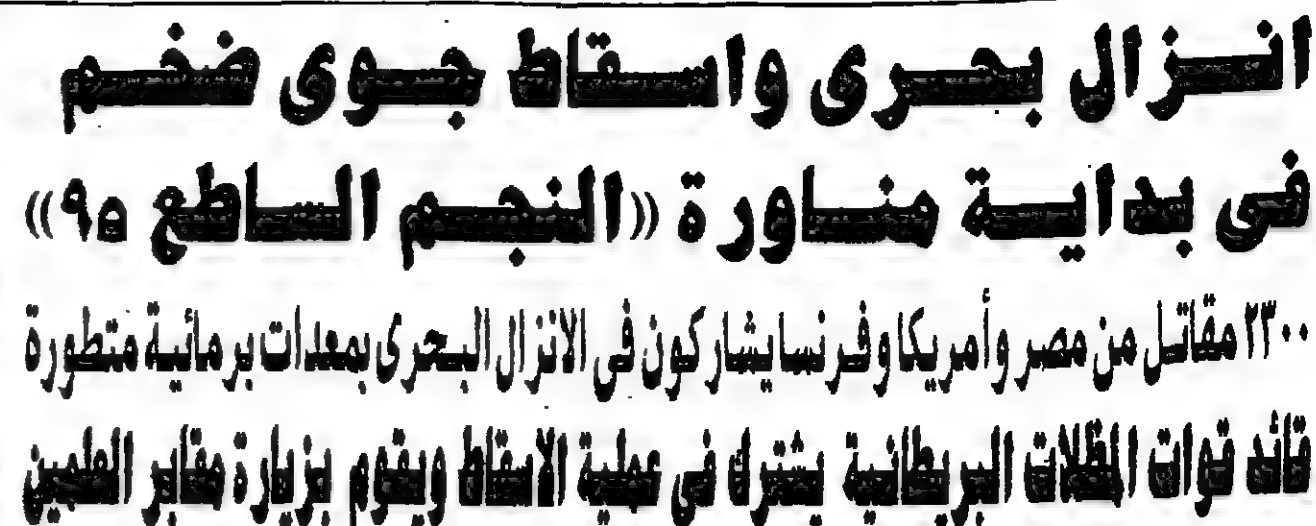 انزال بحرى واسقاط جوى ضخم
فى بداية مناورة «النجم الساطع ٩٥»
٢٣٠٠ مقاتل من مصر وأمريكا وفرنسا يشاركون فى الانزال البحرى بمعدات برمائية متطورة
قائد قوات المظلات البريطانية يشترك فى عملية الاسقاط ويقوم بزيارة مقابر العلمين